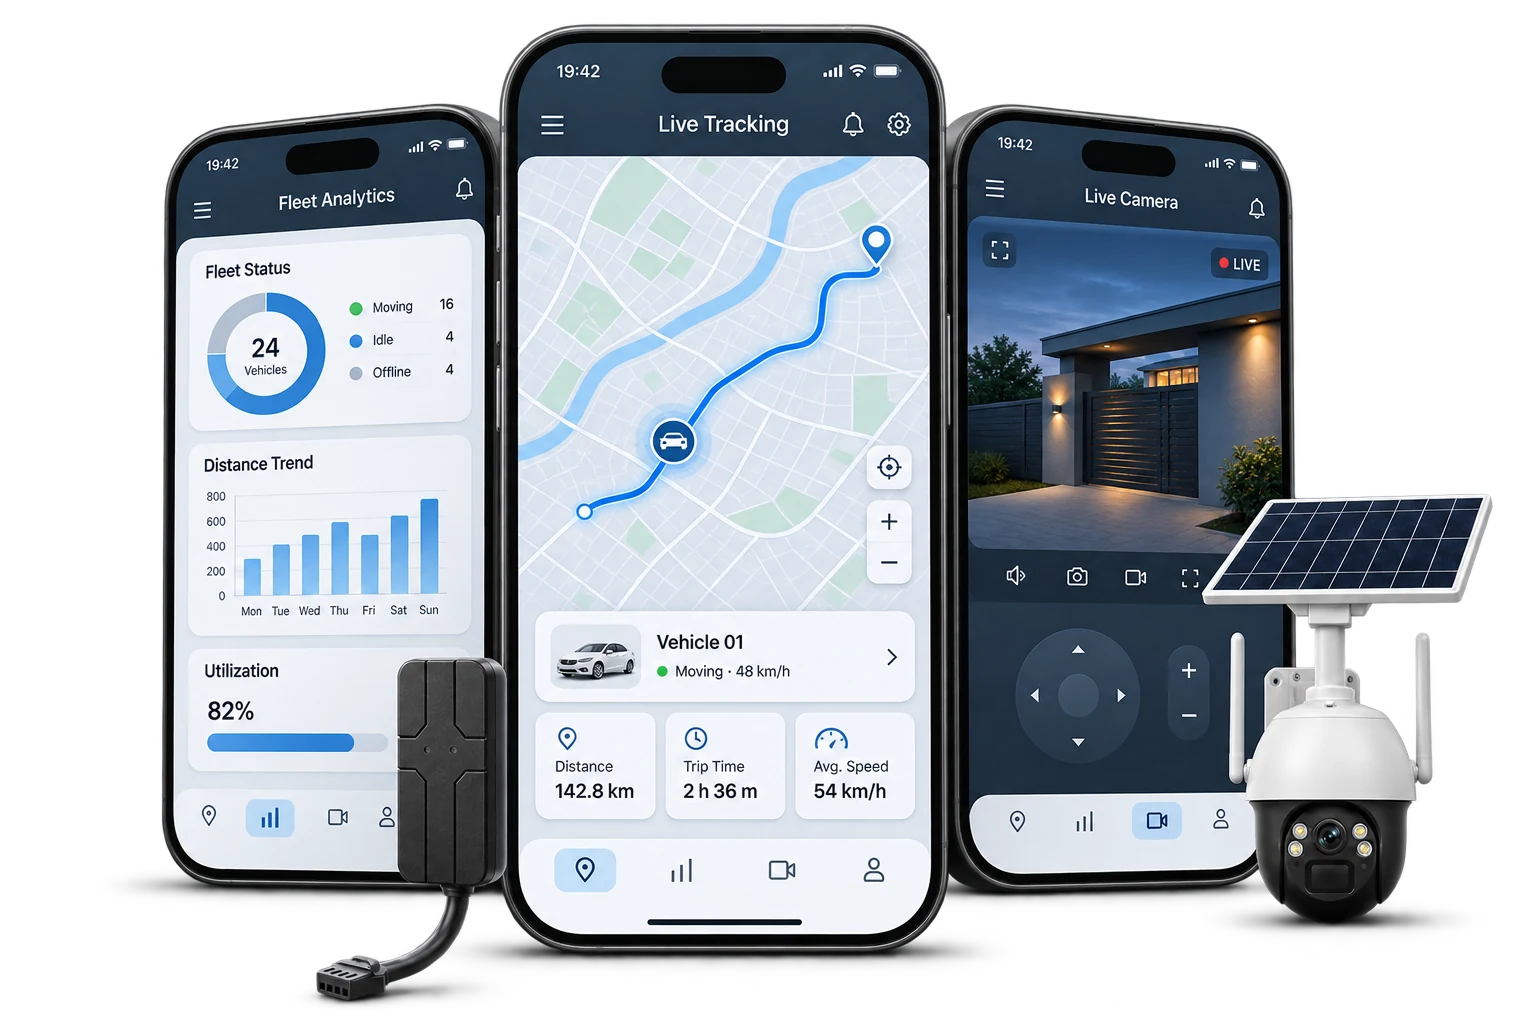 19:42
Fleet Analytics
Fleet Status
24
Vehicles
Moving 16
Idle 4
Offline 4
Distance Trend
800
600
400
200
0
Mon Tue Wed Thu Fri Sat Sun
Utilization
82%
19:42
Live Tracking
Vehicle 01
Moving · 48 km/h
Distance
142.8 km
Trip Time
2 h 36 m
Avg. Speed
54 km/h
19:42
Live Camera
LIVE